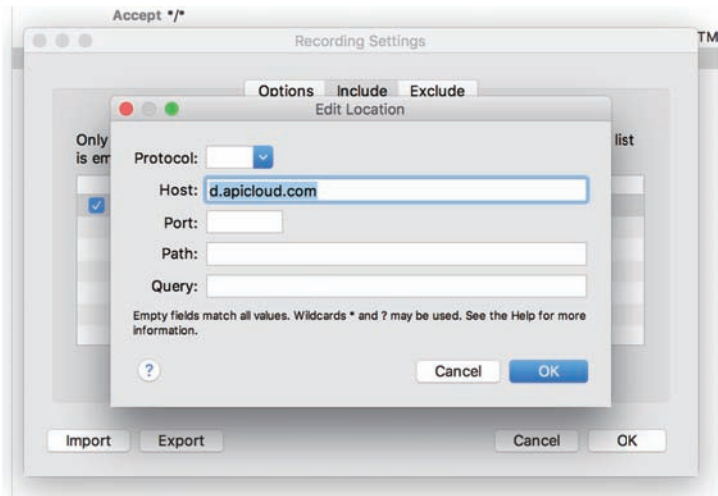 Accept */*
Recording Settings
TM
Options Include Exclude
Edit Location
Only
list
is em
Protocol:
Host: d.apicloud.com
Port:
Path:
Query:
Empty fields match all values. Wildcards * and ? may be used. See the Help for more
information.
?
Cancel OK
Import Export Cancel OK